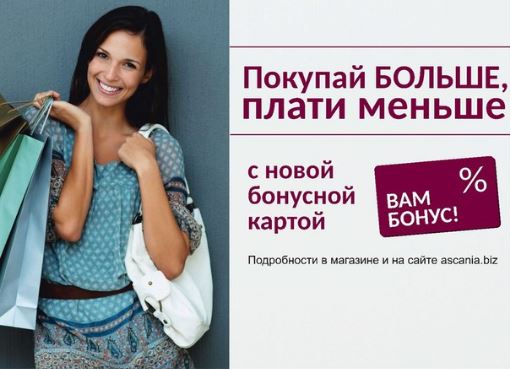 Покупай БОЛЬШЕ,
плати меньше
с новой
бонусной
картой
%
ВАМ
БОНУС!
Подробности в магазине и на сайте ascania.biz